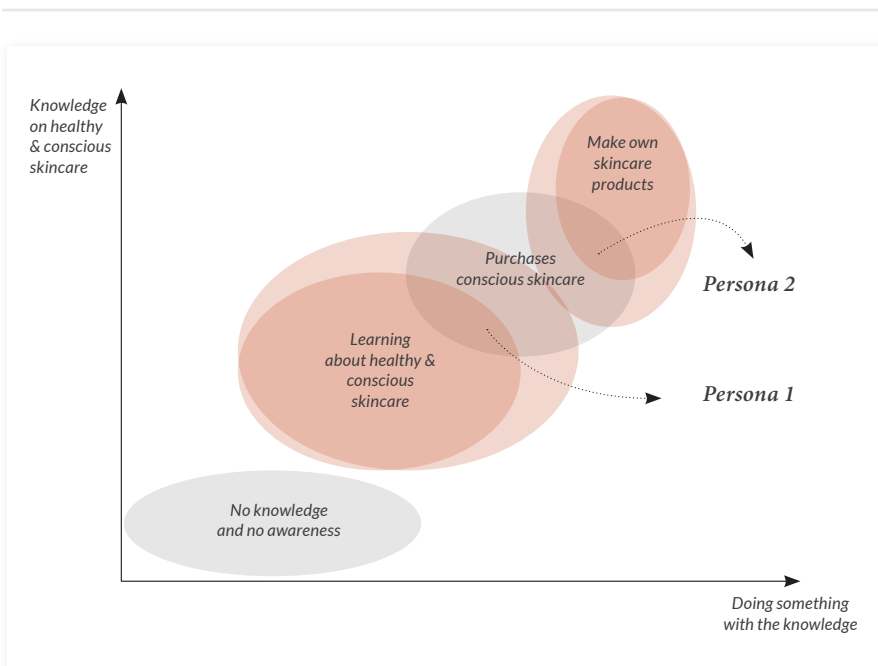 Knowledge
on healthy
& conscious
skincare
Make own
skincare
products
Purchases
conscious skincare
Persona 2
Learning
about healthy &
conscious
skincare
Persona 1
No knowledge
and no awareness
Doing something
with the knowledge